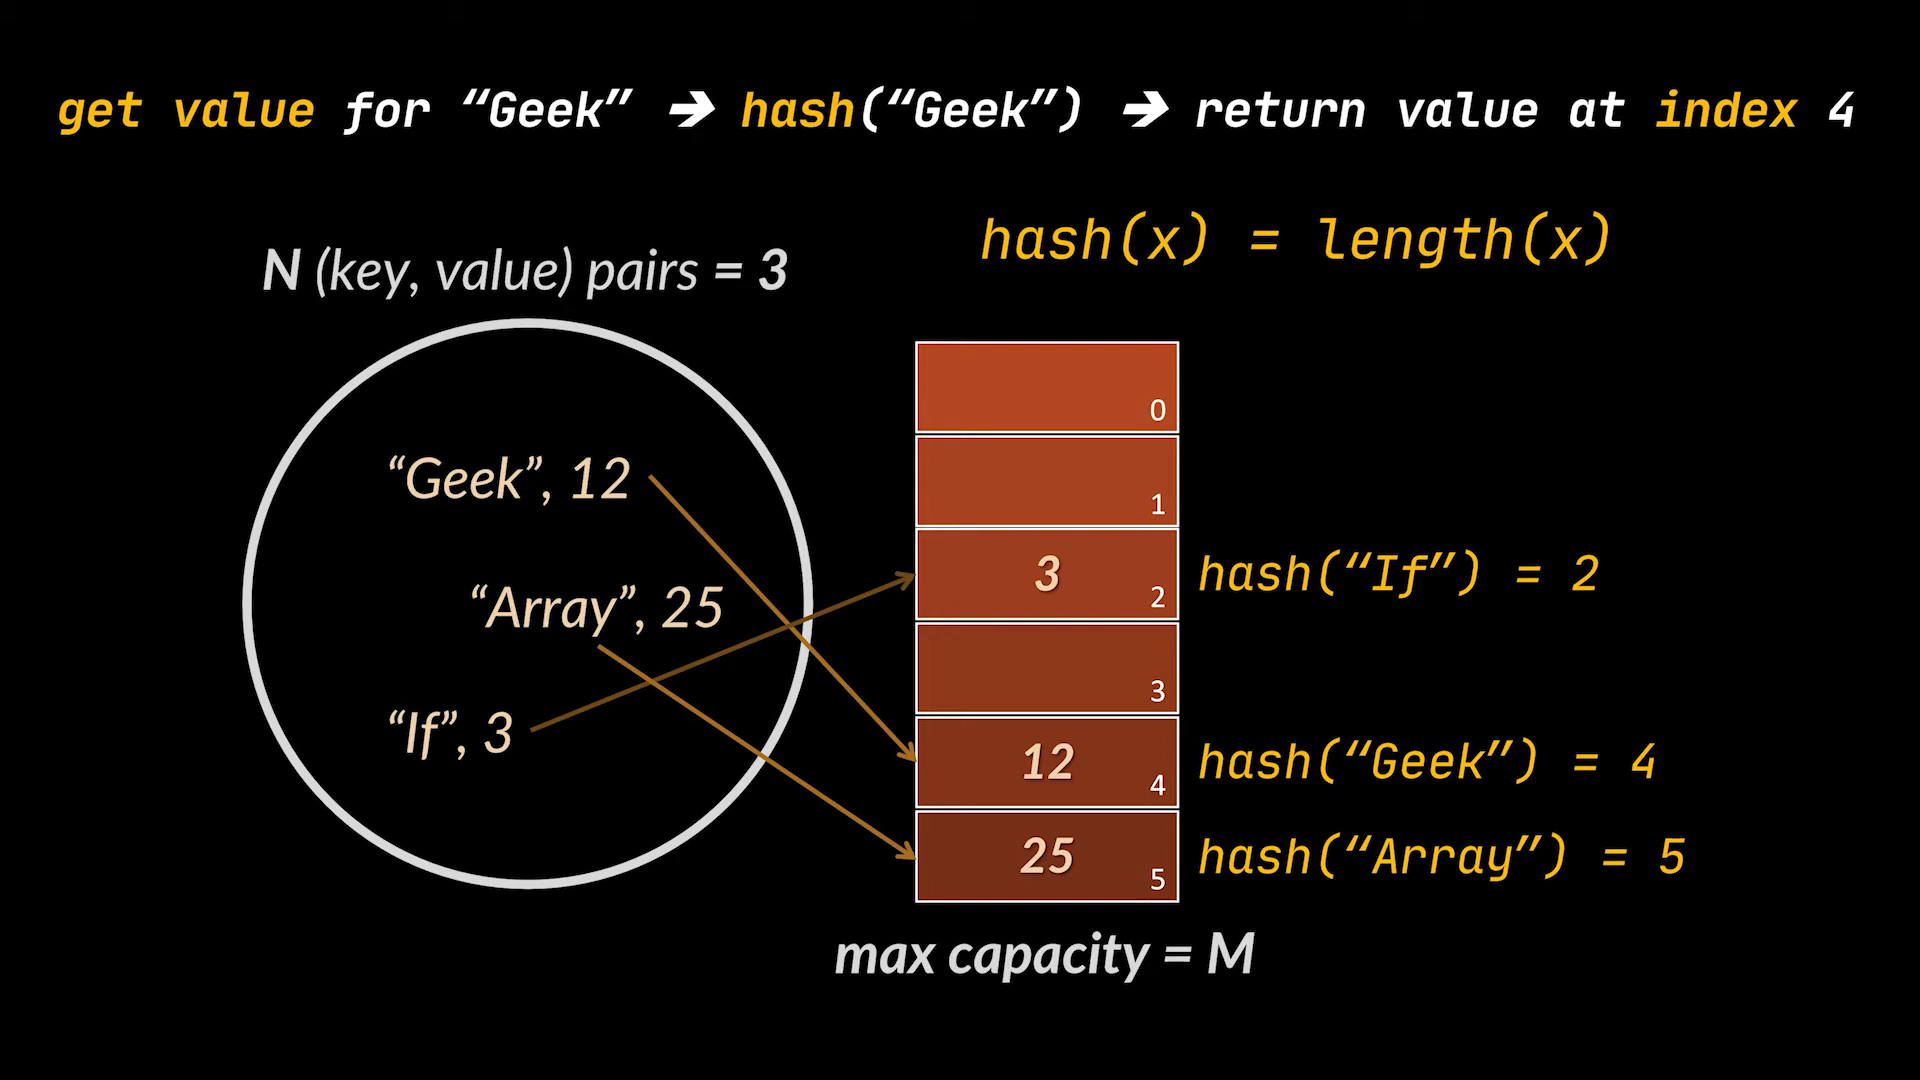 get value for “Geek” ➔ hash(“Geek”) ➔ return value at index 4
hash(x) = length(x)
N (key, value) pairs = 3
“Geek”, 12
“Array”, 25
“If”, 3
0
1
3 2
3
12 4
25 5
hash(“If”) = 2
hash(“Geek”) = 4
hash(“Array”) = 5
max capacity = M